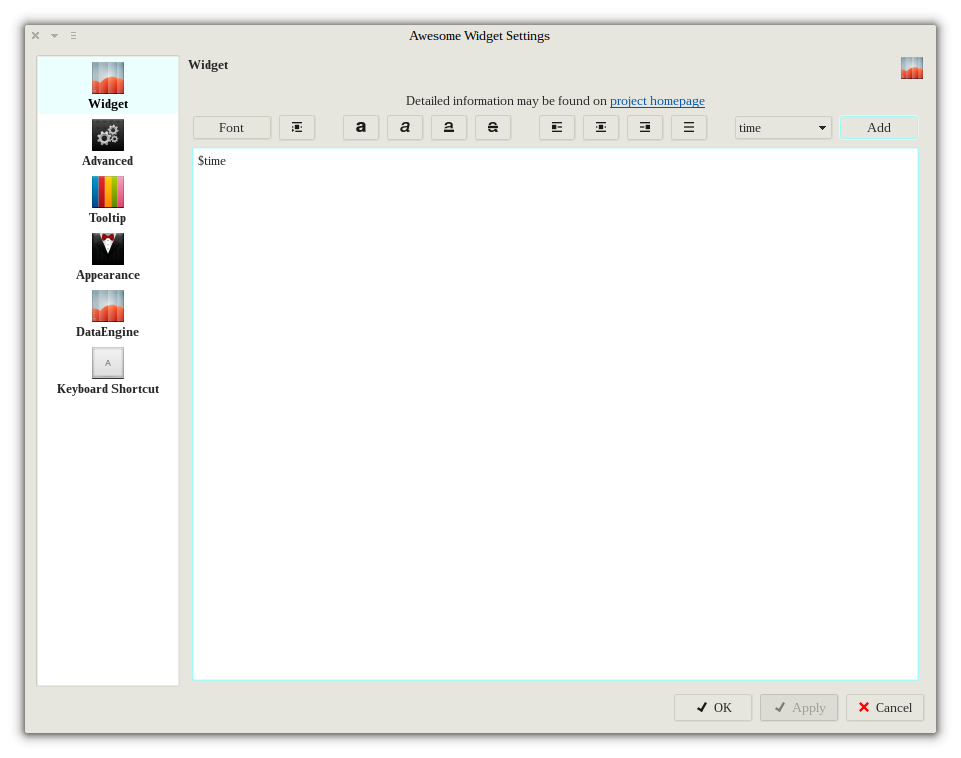 Awesome Widget Settings
Widget
Advanced
Tooltip
Appearance
DataEngine
A
Keyboard Shortcut
Widget
Detailed information may be found on project homepage
Font a a a a time Add
$time
OK Apply Cancel